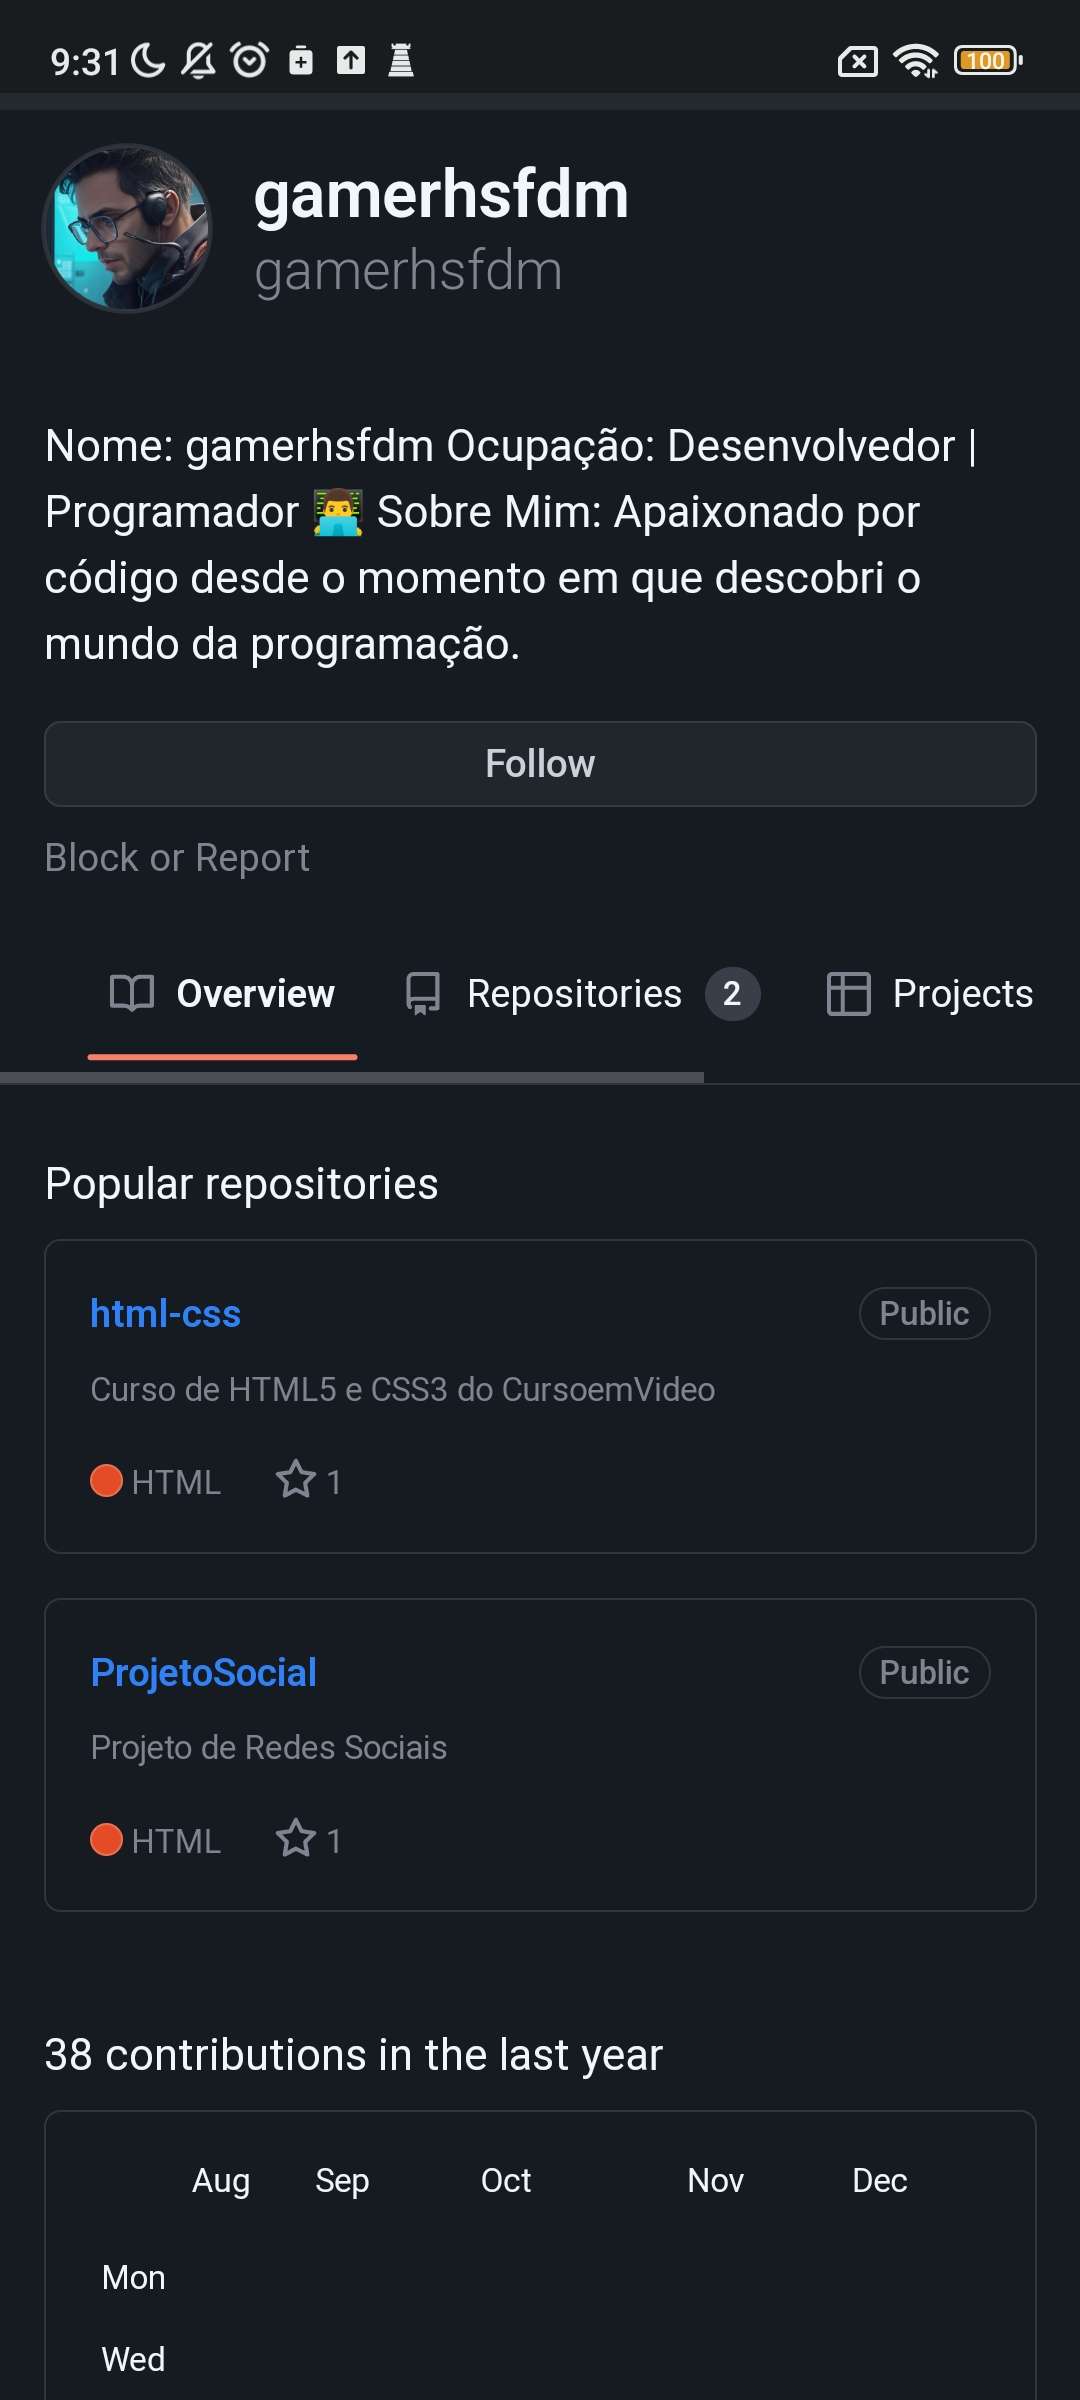 9:31
100
gamerhsfdm
gamerhsfdm
Nome: gamerhsfdm Ocupação: Desenvolvedor |
Programador 👨‍💻 Sobre Mim: Apaixonado por
código desde o momento em que descobri o
mundo da programação.
Follow
Block or Report
Overview Repositories 2 Projects
Popular repositories
html-css Public
Curso de HTML5 e CSS3 do CursoemVideo
HTML 1
ProjetoSocial Public
Projeto de Redes Sociais
HTML 1
38 contributions in the last year
Aug Sep Oct Nov Dec
Mon
Wed